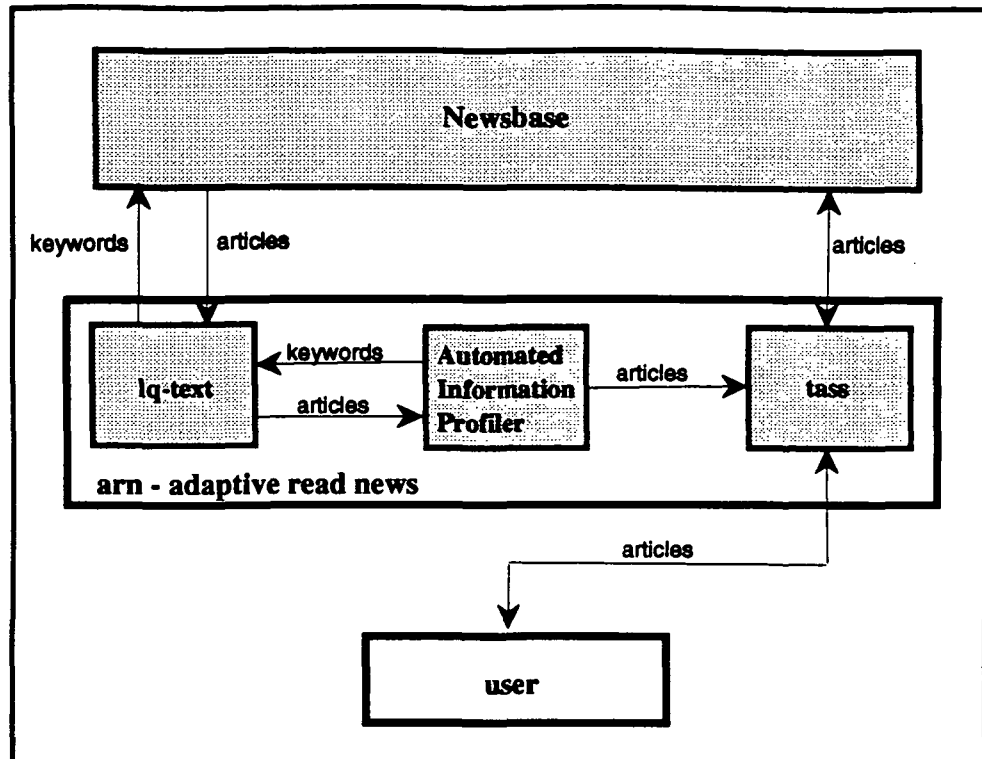 Newsbase
keywords
articles
articles
lq-text
keywords
articles
Automated
Information
Profiler
articles
tass
arn - adaptive read news
articles
user